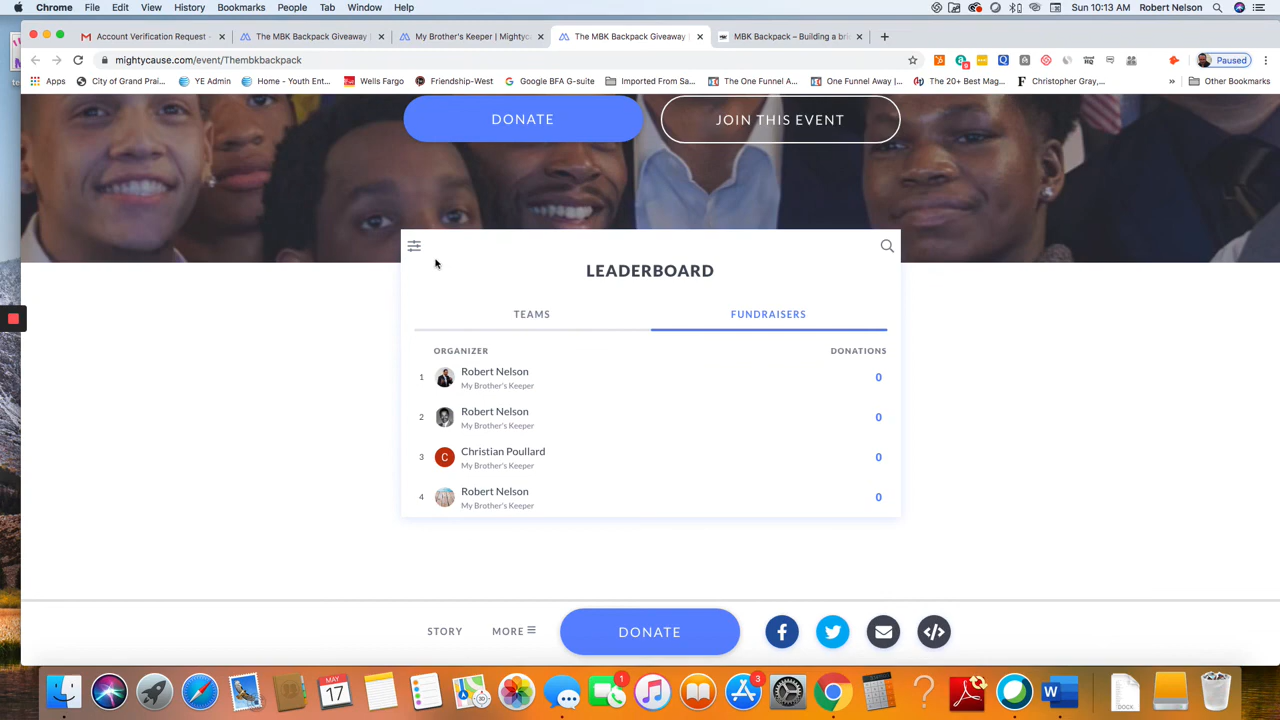 Chrome File Edit View History Bookmarks People Tab Window Help Sun 10:13 AM Robert Nelson
Account Verification Request - The MBK Backpack Giveaway My Brother's Keeper | Mightyc The MBK Backpack Giveaway MBK Backpack – Building a bri
mightycause.com/event/Thembkbackpack Paused
Apps City of Grand Prai... YE Admin Home - Youth Ent... Wells Fargo Friendship-West Google BFA G-suite Imported From Sa... The One Funnel A... One Funnel Away |... The 20+ Best Mag... Christopher Gray,... » Other Bookmarks
DONATE JOIN THIS EVENT
LEADERBOARD
TEAMS FUNDRAISERS
ORGANIZER DONATIONS
1 Robert Nelson 0
My Brother's Keeper
2 Robert Nelson 0
My Brother's Keeper
3 C Christian Poullard 0
My Brother's Keeper
4 Robert Nelson 0
My Brother's Keeper
STORY MORE DONATE
MAY 17 1 3 W DOCX